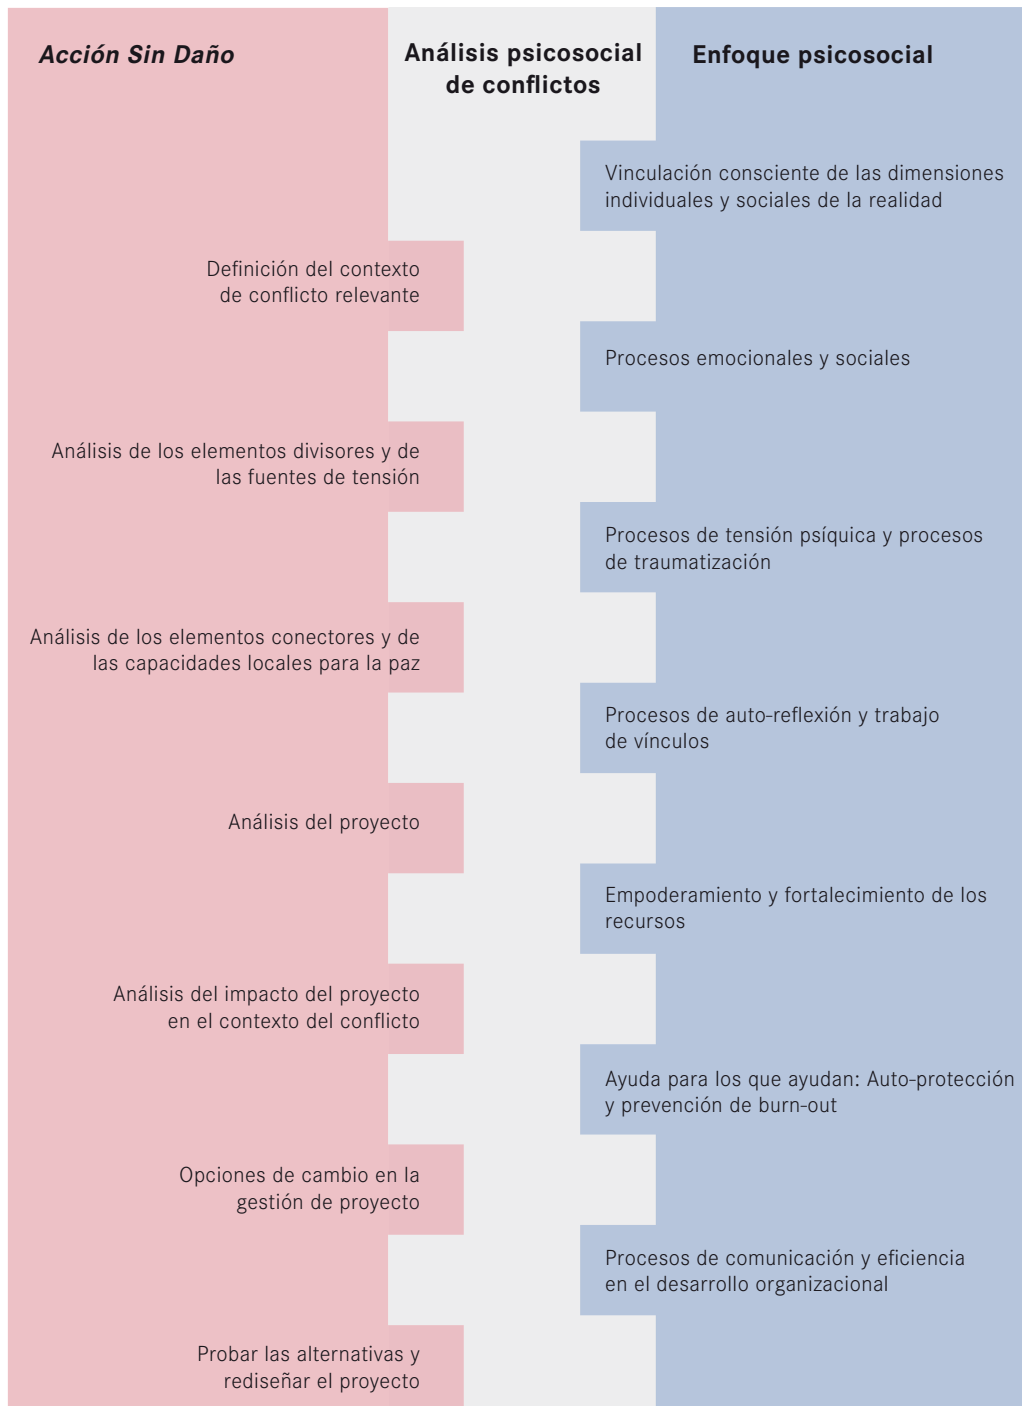 Acción Sin Daño
Análisis psicosocial
de conflictos
Enfoque psicosocial
Vinculación consciente de las dimensiones
individuales y sociales de la realidad
Definición del contexto
de conflicto relevante
Procesos emocionales y sociales
Análisis de los elementos divisores y de
las fuentes de tensión
Procesos de tensión psíquica y procesos
de traumatización
Análisis de los elementos conectores y de
las capacidades locales para la paz
Procesos de auto-reflexión y trabajo
de vínculos
Análisis del proyecto
Empoderamiento y fortalecimiento de los
recursos
Análisis del impacto del proyecto
en el contexto del conflicto
Ayuda para los que ayudan: Auto-protección
y prevención de burn-out
Opciones de cambio en la
gestión de proyecto
Procesos de comunicación y eficiencia
en el desarrollo organizacional
Probar las alternativas y
rediseñar el proyecto